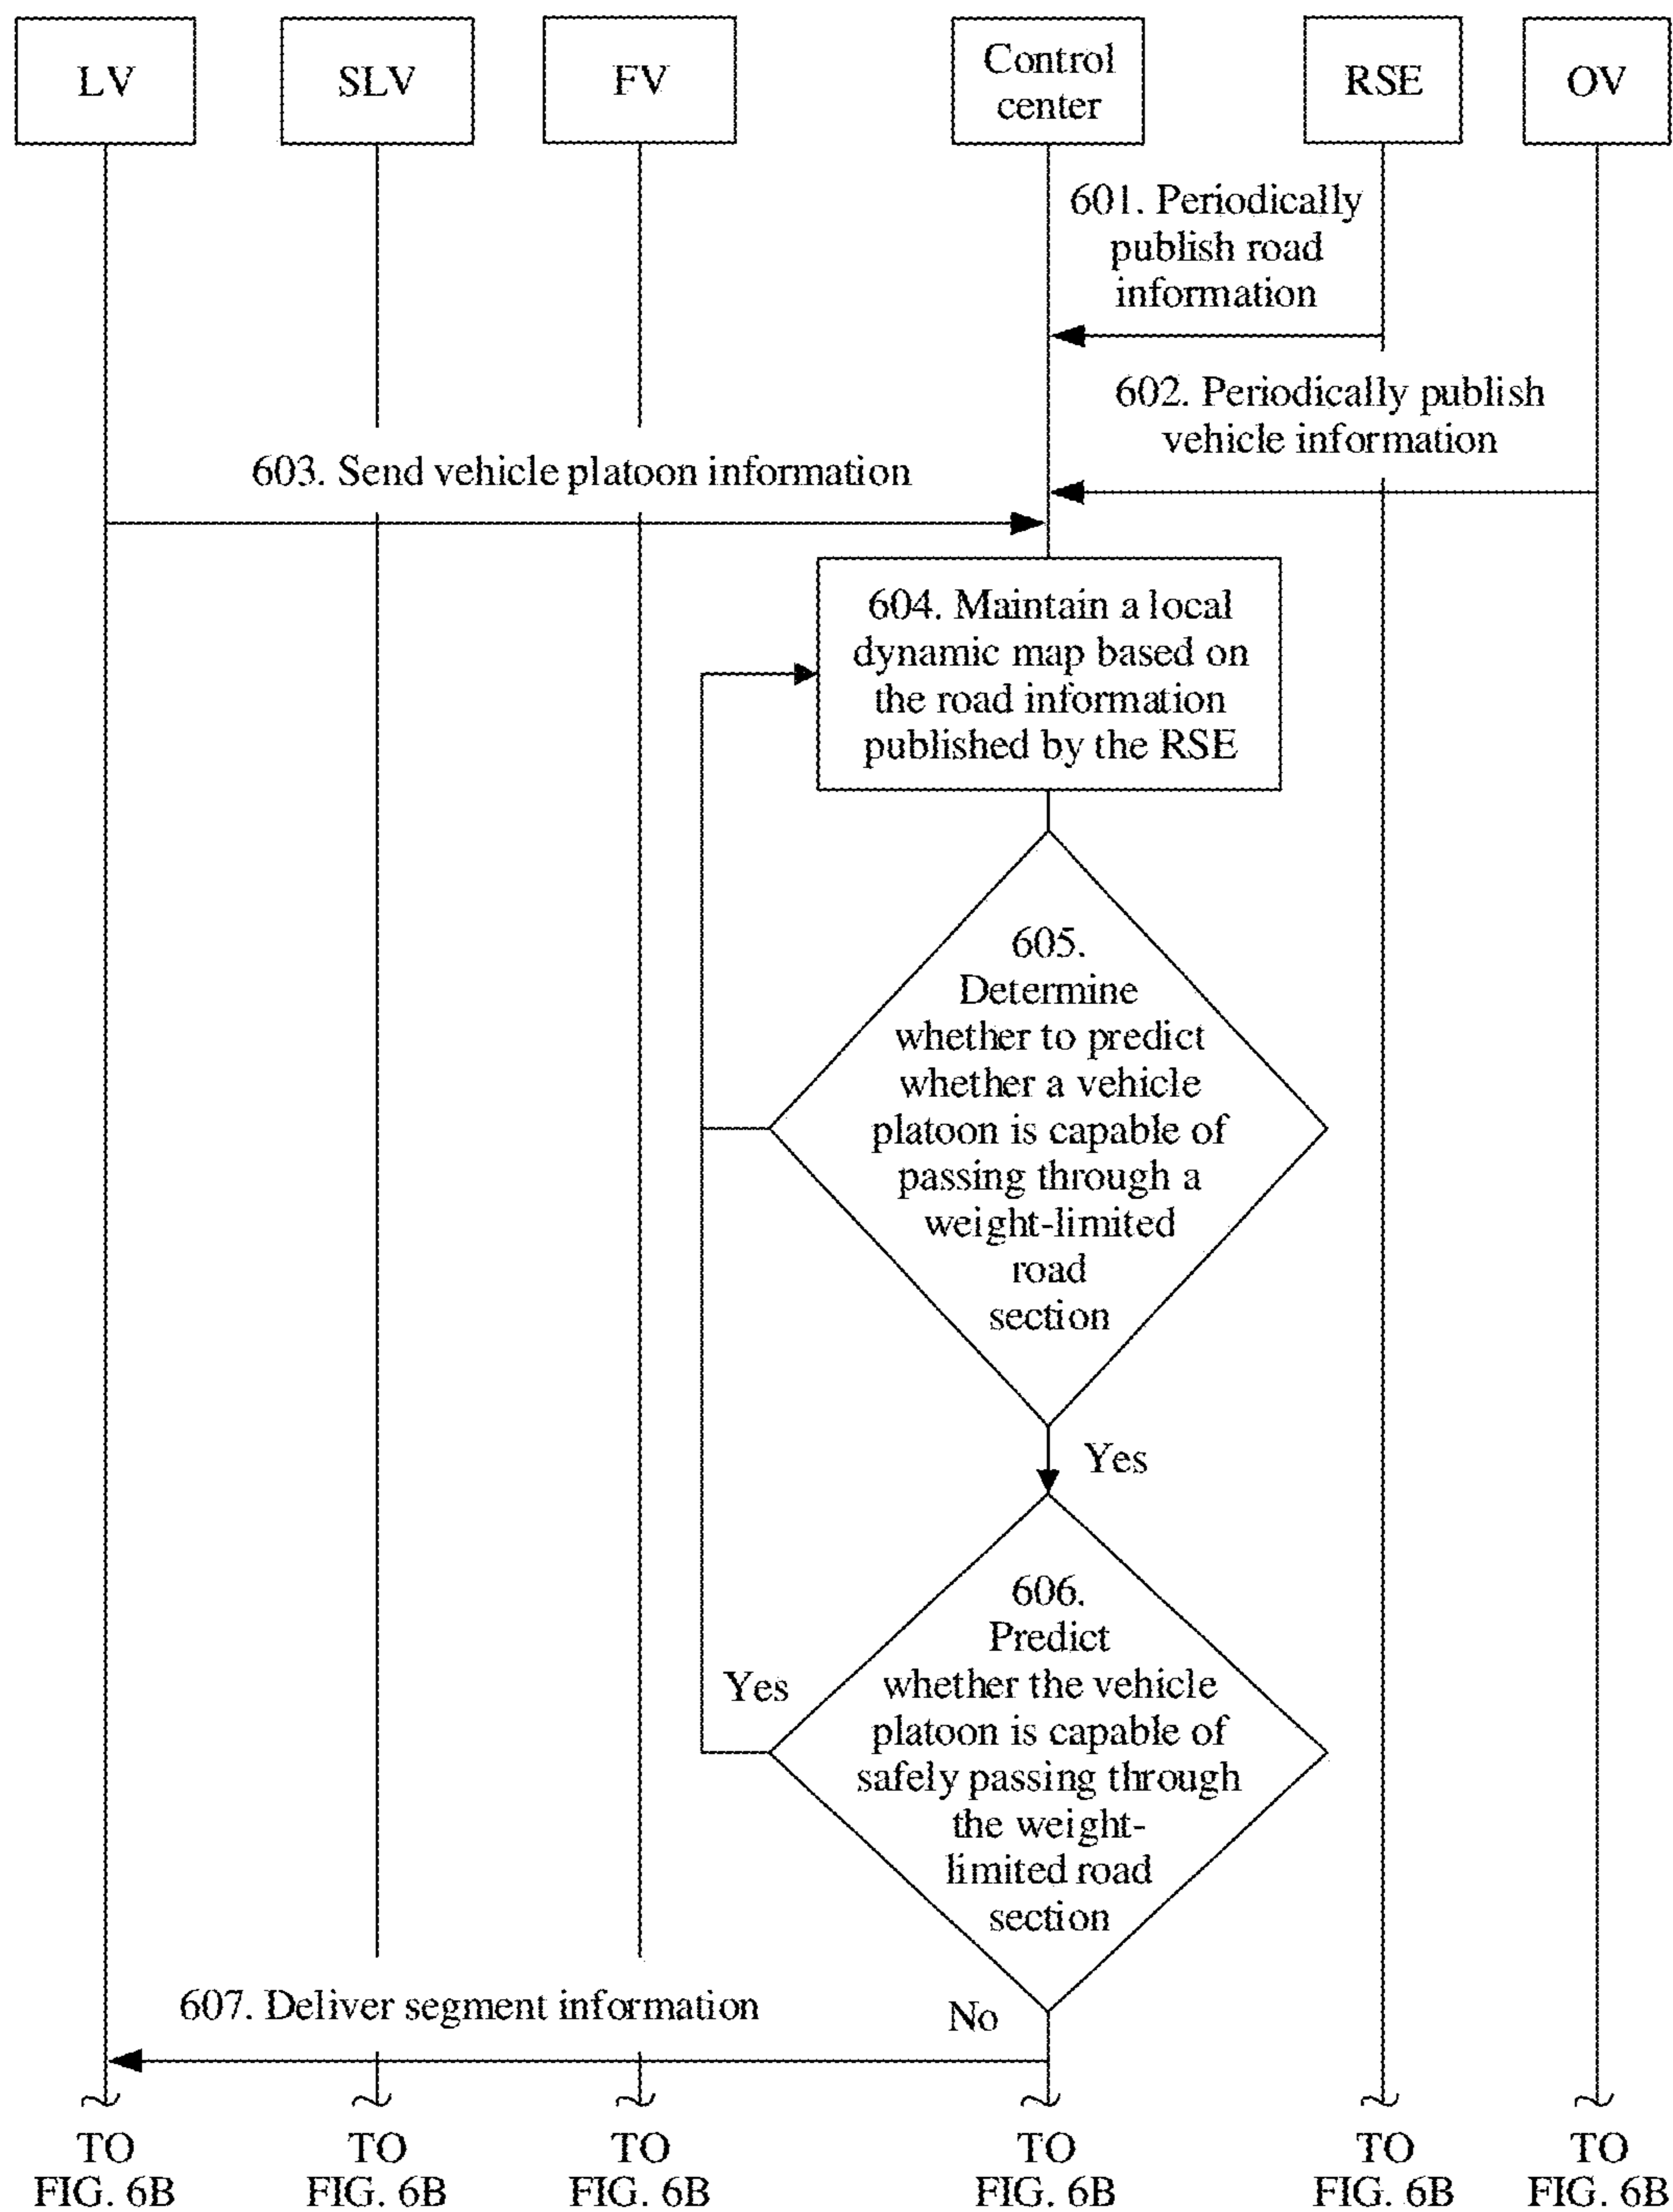 LV
SLV
FV
Control
center
RSE
OV
601. Periodically
publish road
information
602. Periodically publish
vehicle information
603. Send vehicle platoon information
604. Maintain a local
dynamic map based on
the road information
published by the RSE
605.
Determine
whether to predict
whether a vehicle
platoon is capable of
passing through a
weight-limited
road
section
Yes
606.
Predict
whether the vehicle
platoon is capable of
safely passing through
the weight-
limited road
section
Yes
No
607. Deliver segment information
TO
FIG. 6B
TO
FIG. 6B
TO
FIG. 6B
TO
FIG. 6B
TO
FIG. 6B
TO
FIG. 6B